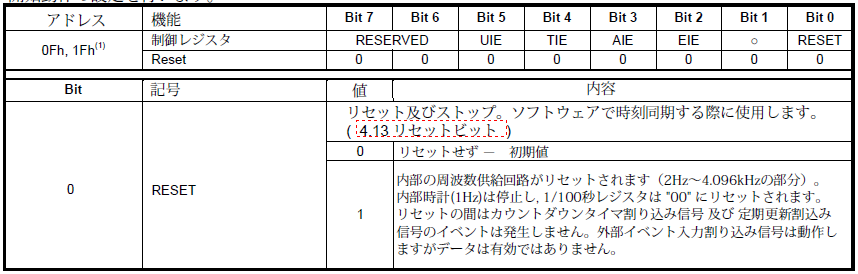 アドレス 機能 Bit 7 Bit 6 Bit 5 Bit 4 Bit 3 Bit 2 Bit 1 Bit 0
0Fh, 1Fh(1) 制御レジスタ RESERVED UIE TIE AIE EIE ○ RESET
Reset 0 0 0 0 0 0 0 0
Bit 記号 値 内容
0 RESET リセット及びストップ。ソフトウェアで時刻同期する際に使用します。
( 4.13 リセットビット )
0 リセットせず － 初期値
1 内部の周波数供給回路がリセットされます（2Hz～4.096kHzの部分）。
内部時計(1Hz)は停止し, 1/100秒レジスタは "00" にリセットされます。
リセットの間はカウントダウンタイマ割り込み信号 及び 定期更新割込み
信号のイベントは発生しません。外部イベント入力割り込み信号は動作し
ますがデータは有効ではありません。